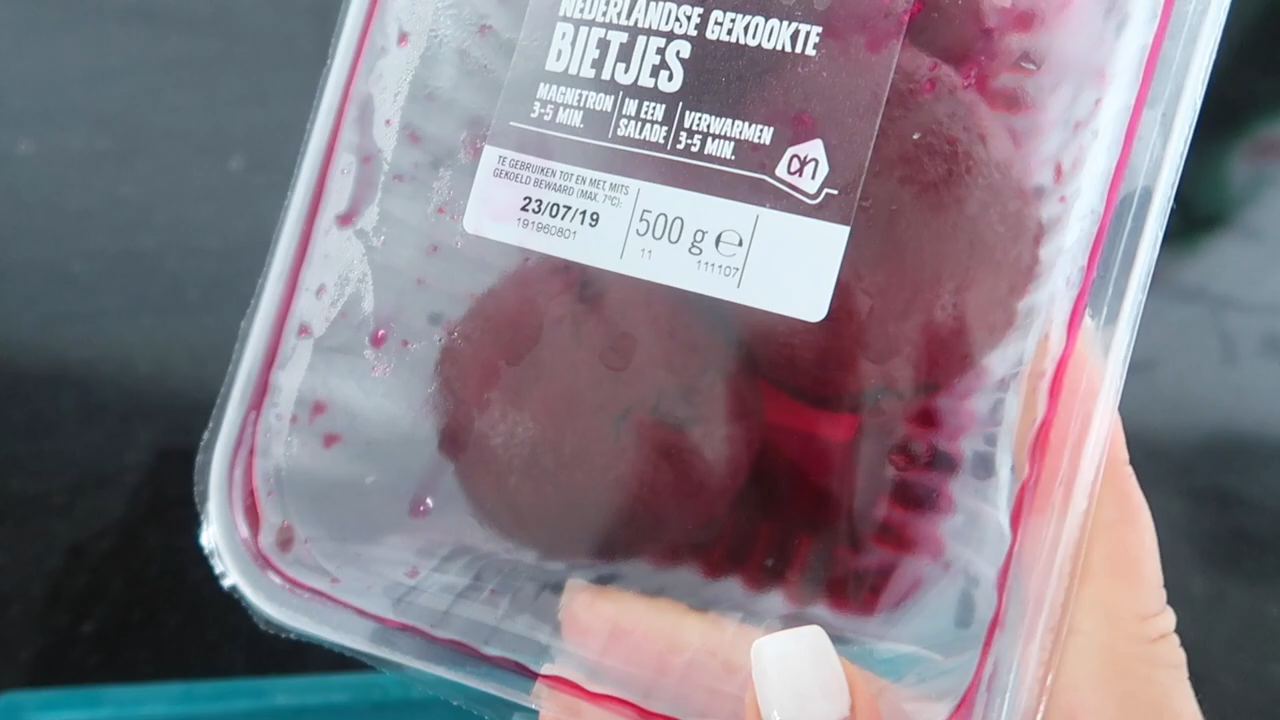 NEDERLANDSE GEKOOKTE
BIETJES
MAGNETRON
3-5 MIN.
IN EEN
SALADE
VERWARMEN
3-5 MIN.
ah
TE GEBRUIKEN TOT EN MET, MITS
GEKOELD BEWAARD (MAX. 7°C):
23/07/19
191960801
500 g e
11
111107